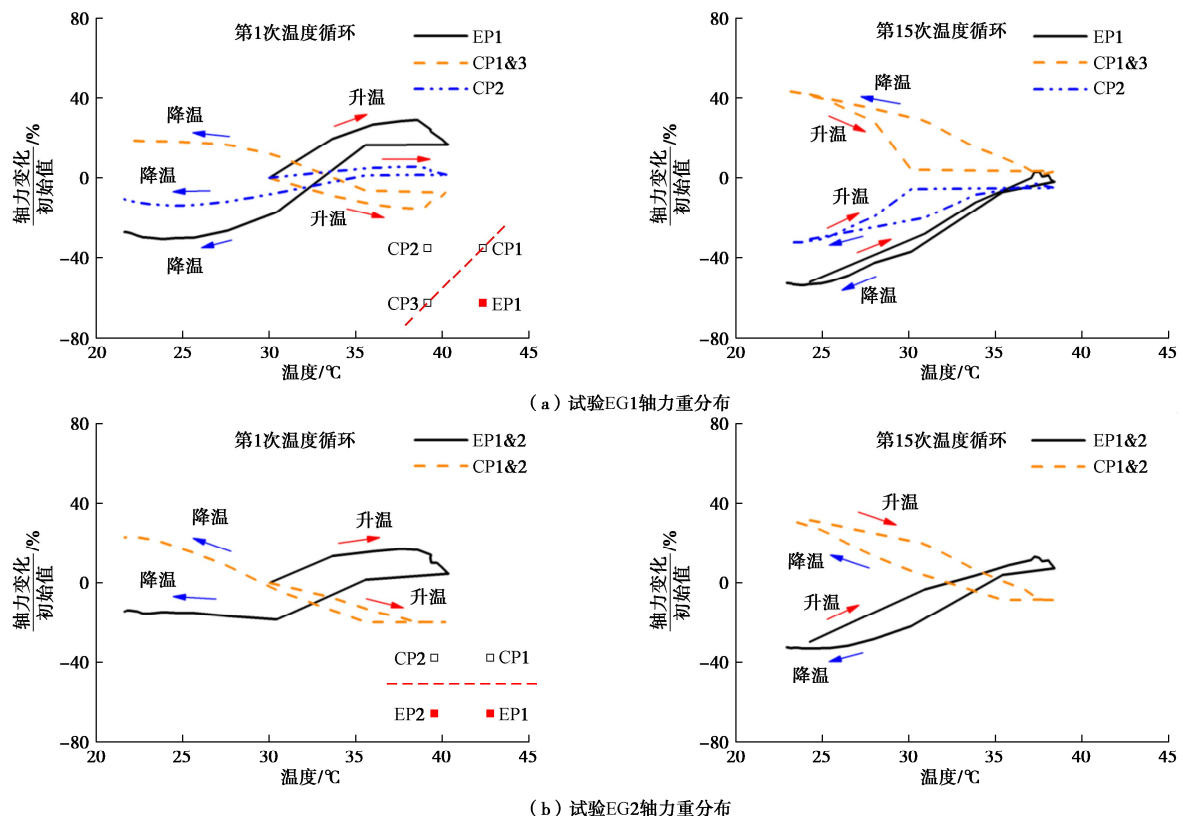 80
40
0
-40
-80
轴力变化/初始值/%
第1次温度循环
EP1
CP1&3
CP2
升温
降温
降温
升温
降温
CP2
CP1
CP3
EP1
20
25
30
35
40
45
温度/℃
80
40
0
-40
-80
轴力变化/初始值/%
第15次温度循环
EP1
CP1&3
CP2
降温
升温
升温
降温
20
25
30
35
40
45
温度/℃
(a)试验EG1轴力重分布
80
40
0
-40
-80
轴力变化/初始值/%
第1次温度循环
EP1&2
CP1&2
降温
升温
降温
升温
CP2
CP1
EP2
EP1
20
25
30
35
40
45
温度/℃
80
40
0
-40
-80
轴力变化/初始值/%
第15次温度循环
EP1&2
CP1&2
升温
降温
升温
降温
20
25
30
35
40
45
温度/℃
(b)试验EG2轴力重分布